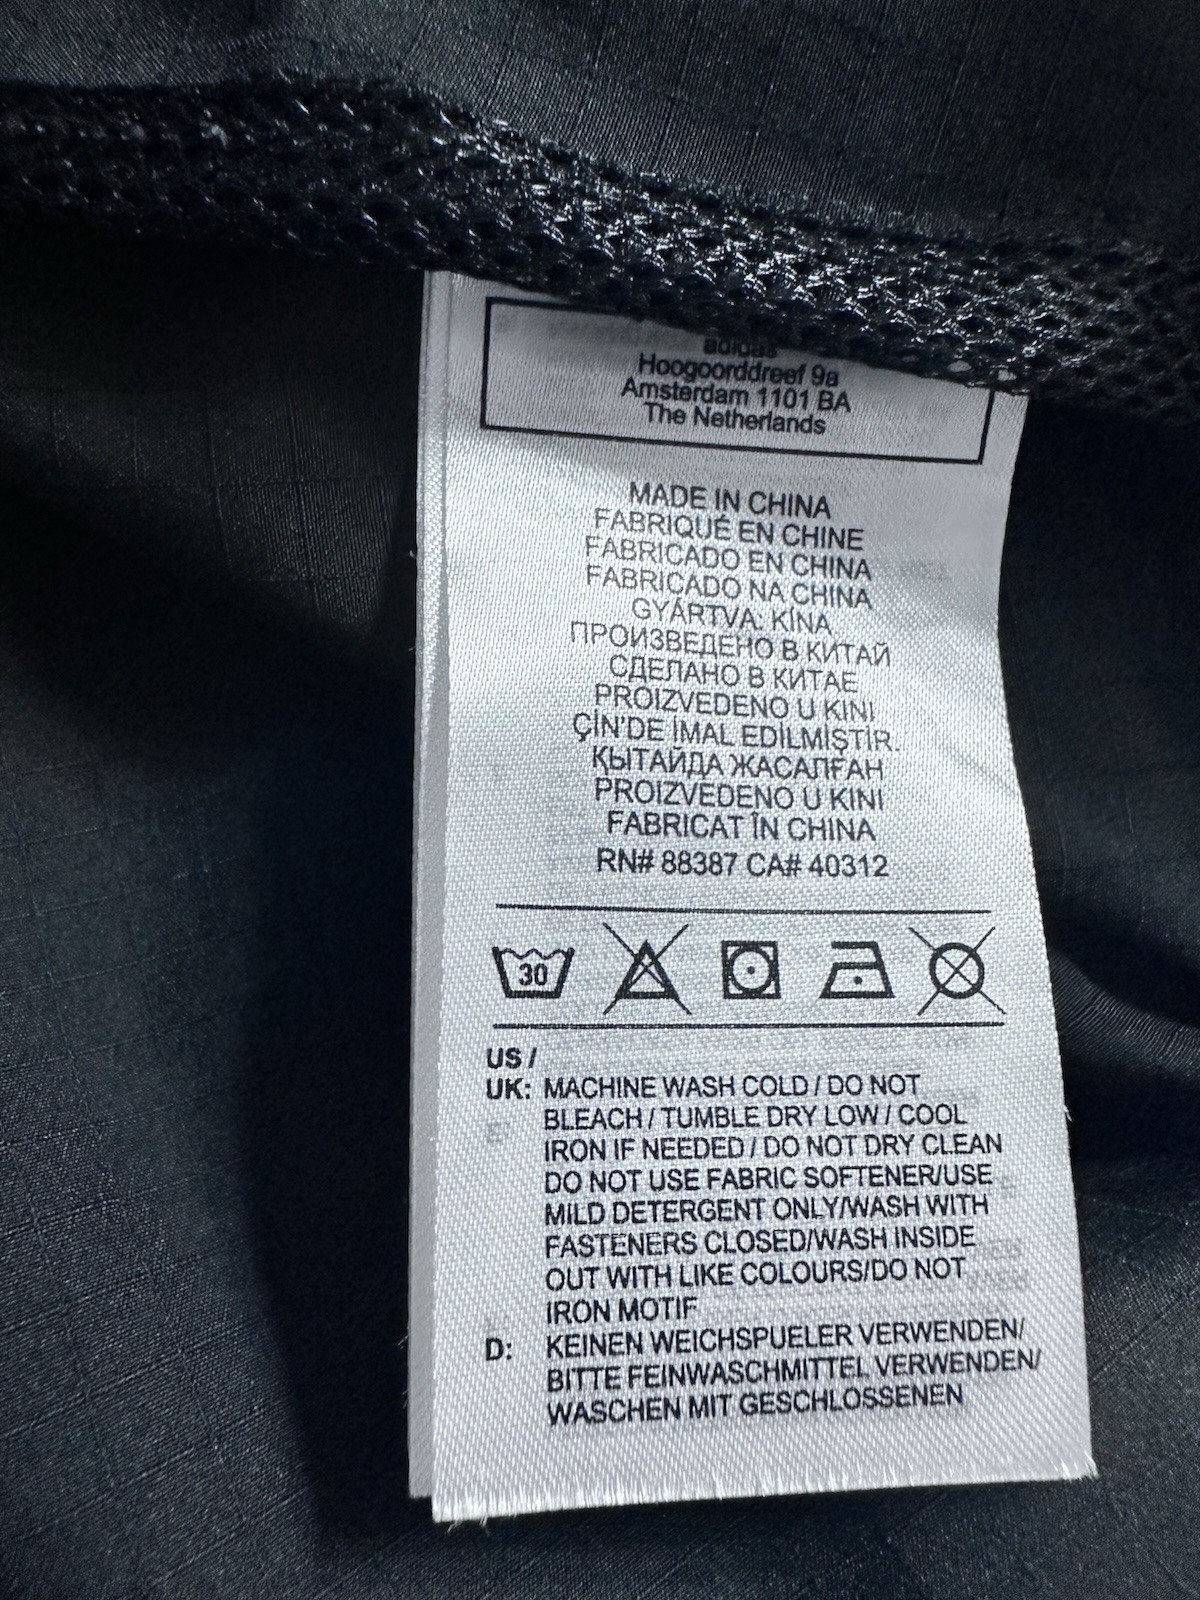 adidas
Hoogoorddreef 9a
Amsterdam 1101 BA
The Netherlands
MADE IN CHINA
FABRIQUÉ EN CHINE
FABRICADO EN CHINA
FABRICADO NA CHINA
GYÁRTVA: KÍNA
ПРОИЗВЕДЕНО В КИТАЙ
СДЕЛАНО В КИТАЕ
PROIZVEDENO U KINI
ÇİN'DE İMAL EDİLMİŞTİR.
ҚЫТАЙДА ЖАСАЛҒАН
PROIZVEDENO U KINI
FABRICAT ÎN CHINA
RN# 88387 CA# 40312
30
US /
UK: MACHINE WASH COLD / DO NOT
BLEACH / TUMBLE DRY LOW / COOL
IRON IF NEEDED / DO NOT DRY CLEAN
DO NOT USE FABRIC SOFTENER/USE
MILD DETERGENT ONLY/WASH WITH
FASTENERS CLOSED/WASH INSIDE
OUT WITH LIKE COLOURS/DO NOT
IRON MOTIF
D: KEINEN WEICHSPUELER VERWENDEN/
BITTE FEINWASCHMITTEL VERWENDEN/
WASCHEN MIT GESCHLOSSENEN